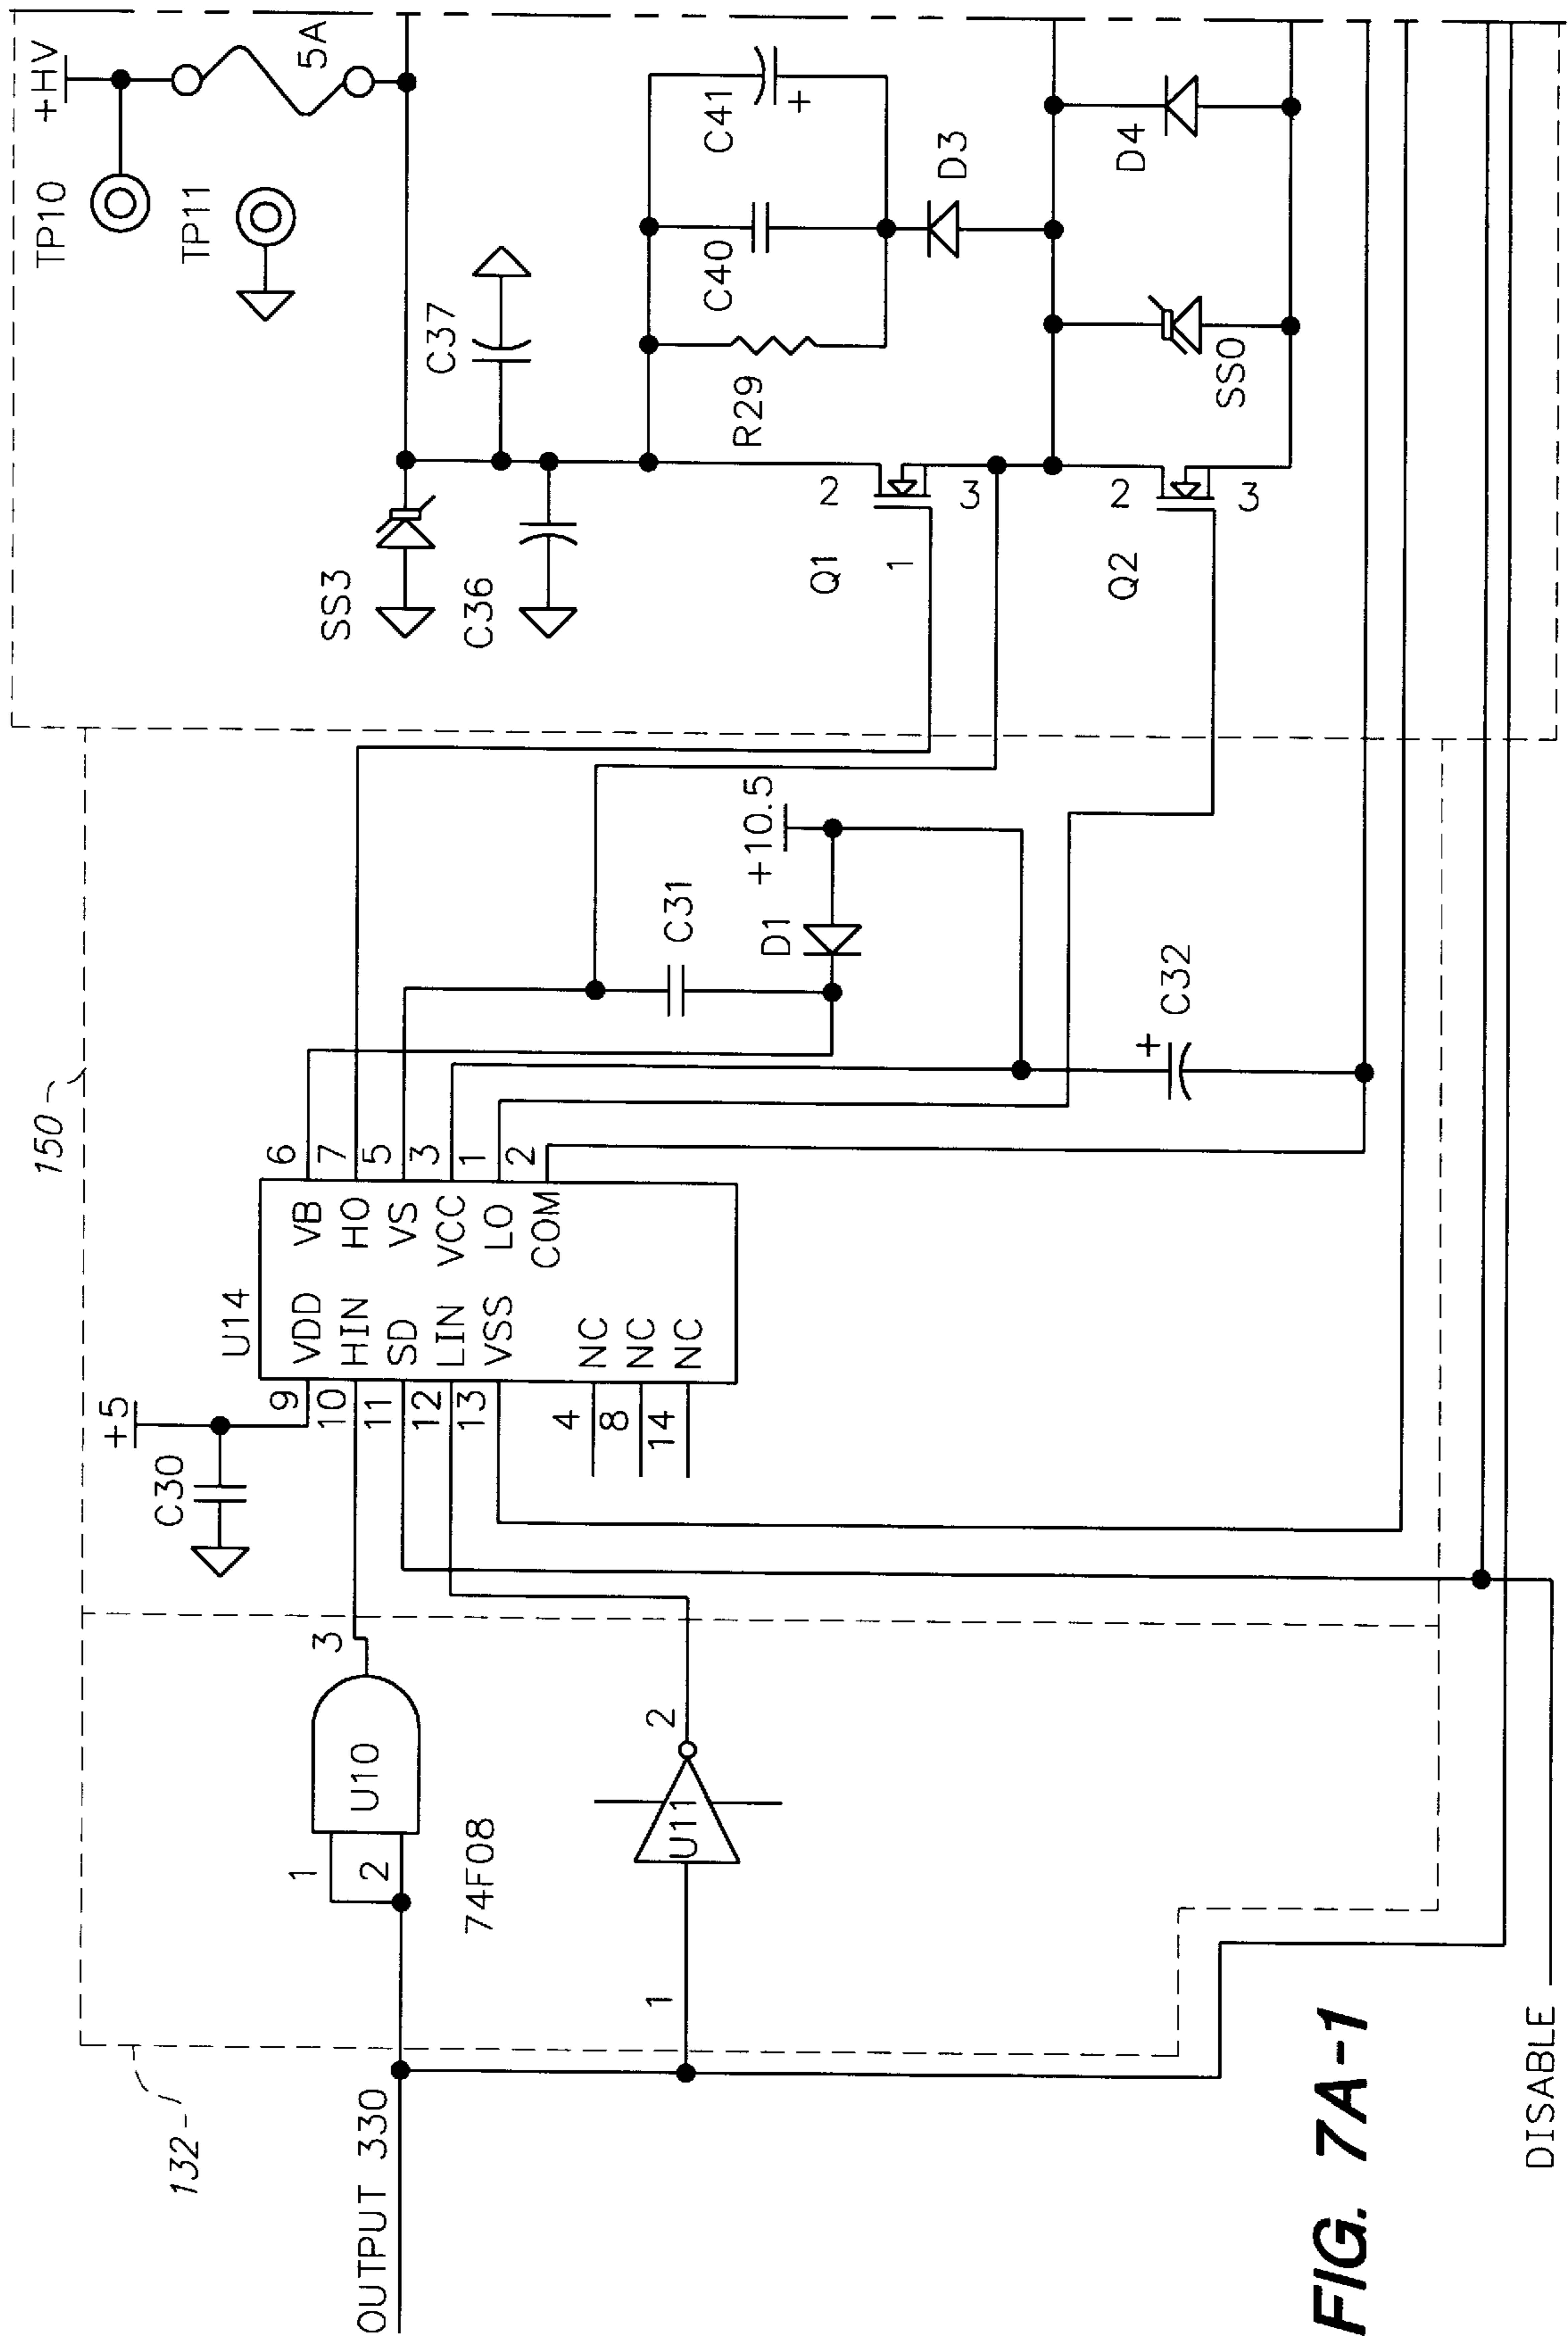 150
132
OUTPUT 330
1
2
U10
3
74F08
1
U11
2
+5
C30
U14
9
10
11
12
13
4
8
14
VDD
HIN
SD
LIN
VSS
NC
NC
NC
VB
HO
VS
VCC
LO
COM
6
7
5
3
1
2
C31
D1
+10.5
C32
+
TP10
+HV
TP11
5A
SS3
C37
C36
R29
C40
C41
+
D3
Q1
1
2
3
Q2
2
3
SS0
D4
DISABLE
FIG. 7A-1